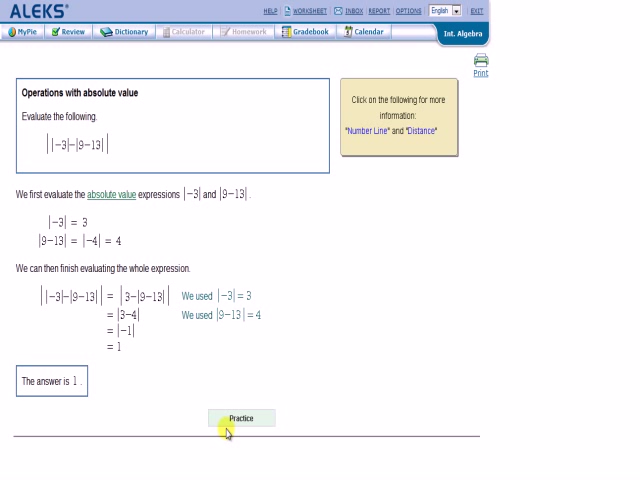 ALEKS®
HELP | WORKSHEET | INBOX | REPORT | OPTIONS English | EXIT
MyPie Review Dictionary Calculator Homework Gradebook Calendar Int. Algebra
Print
Operations with absolute value
Evaluate the following.
||−3|−|9−13||
Click on the following for more
information:
"Number Line" and "Distance"
We first evaluate the absolute value expressions |−3| and |9−13| .
|−3| = 3
|9−13| = |−4| = 4
We can then finish evaluating the whole expression.
||−3|−|9−13|| = |3−|9−13|| We used |−3| = 3
= |3−4| We used |9−13| = 4
= |−1|
= 1
The answer is 1 .
Practice